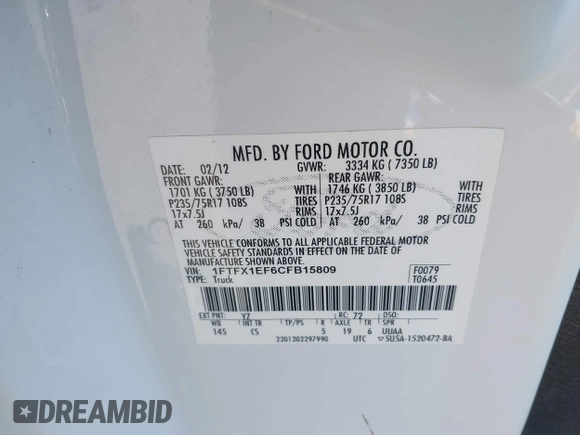 MFD. BY FORD MOTOR CO.
DATE: 02/12 GVWR: 3334 KG ( 7350 LB)
FRONT GAWR: REAR GAWR:
1701 KG ( 3750 LB) WITH 1746 KG ( 3850 LB)
P235/75R17 108S TIRES P235/75R17 108S
17x7.5J RIMS 17x7.5J
AT 260 kPa/ 38 PSI COLD AT 260 kPa/ 38 PSI COLD
THIS VEHICLE CONFORMS TO ALL APPLICABLE FEDERAL MOTOR
VEHICLE SAFETY STANDARDS IN EFFECT ON THE DATE OF
MANUFACTURE SHOWN ABOVE.
VIN: 1FTFX1EF6CFB15809 F0079
TYPE: Truck T0645
EXT PNT: YZ RC: 72 DSO:
WB INT TR TP/PS R AX TR SPR
145 CS 5 19 6 UUAA
2201202297990 UTC 5U5A-1520472-BA
DREAMBID